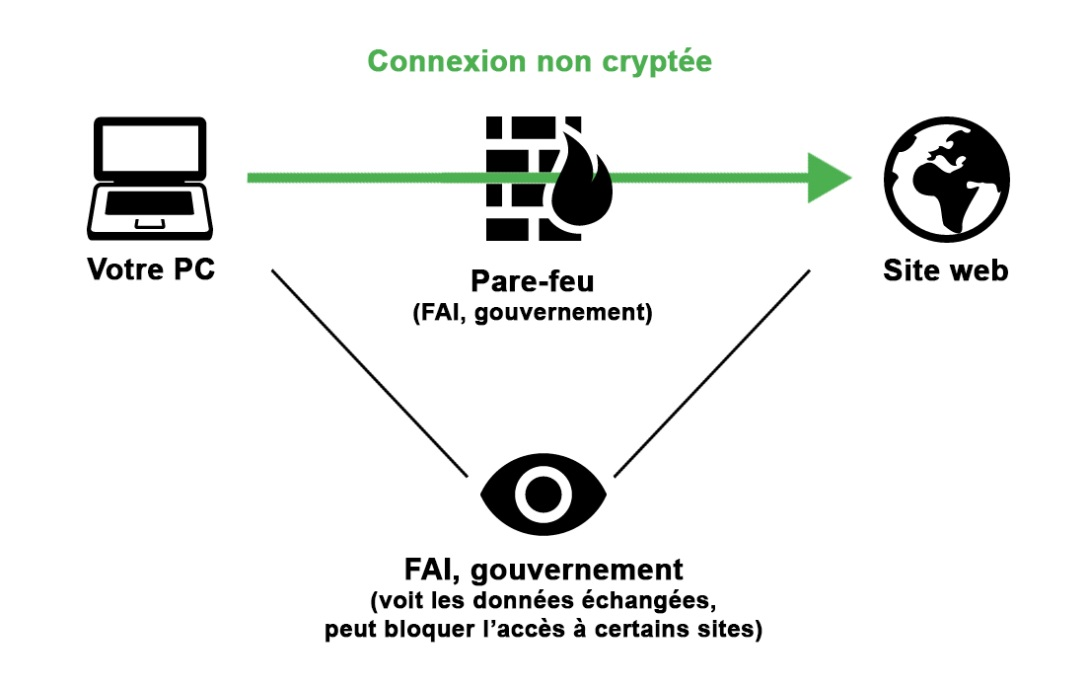 Connexion non cryptée
Votre PC
Pare-feu
(FAI, gouvernement)
Site web
FAI, gouvernement
(voit les données échangées,
peut bloquer l'accès à certains sites)